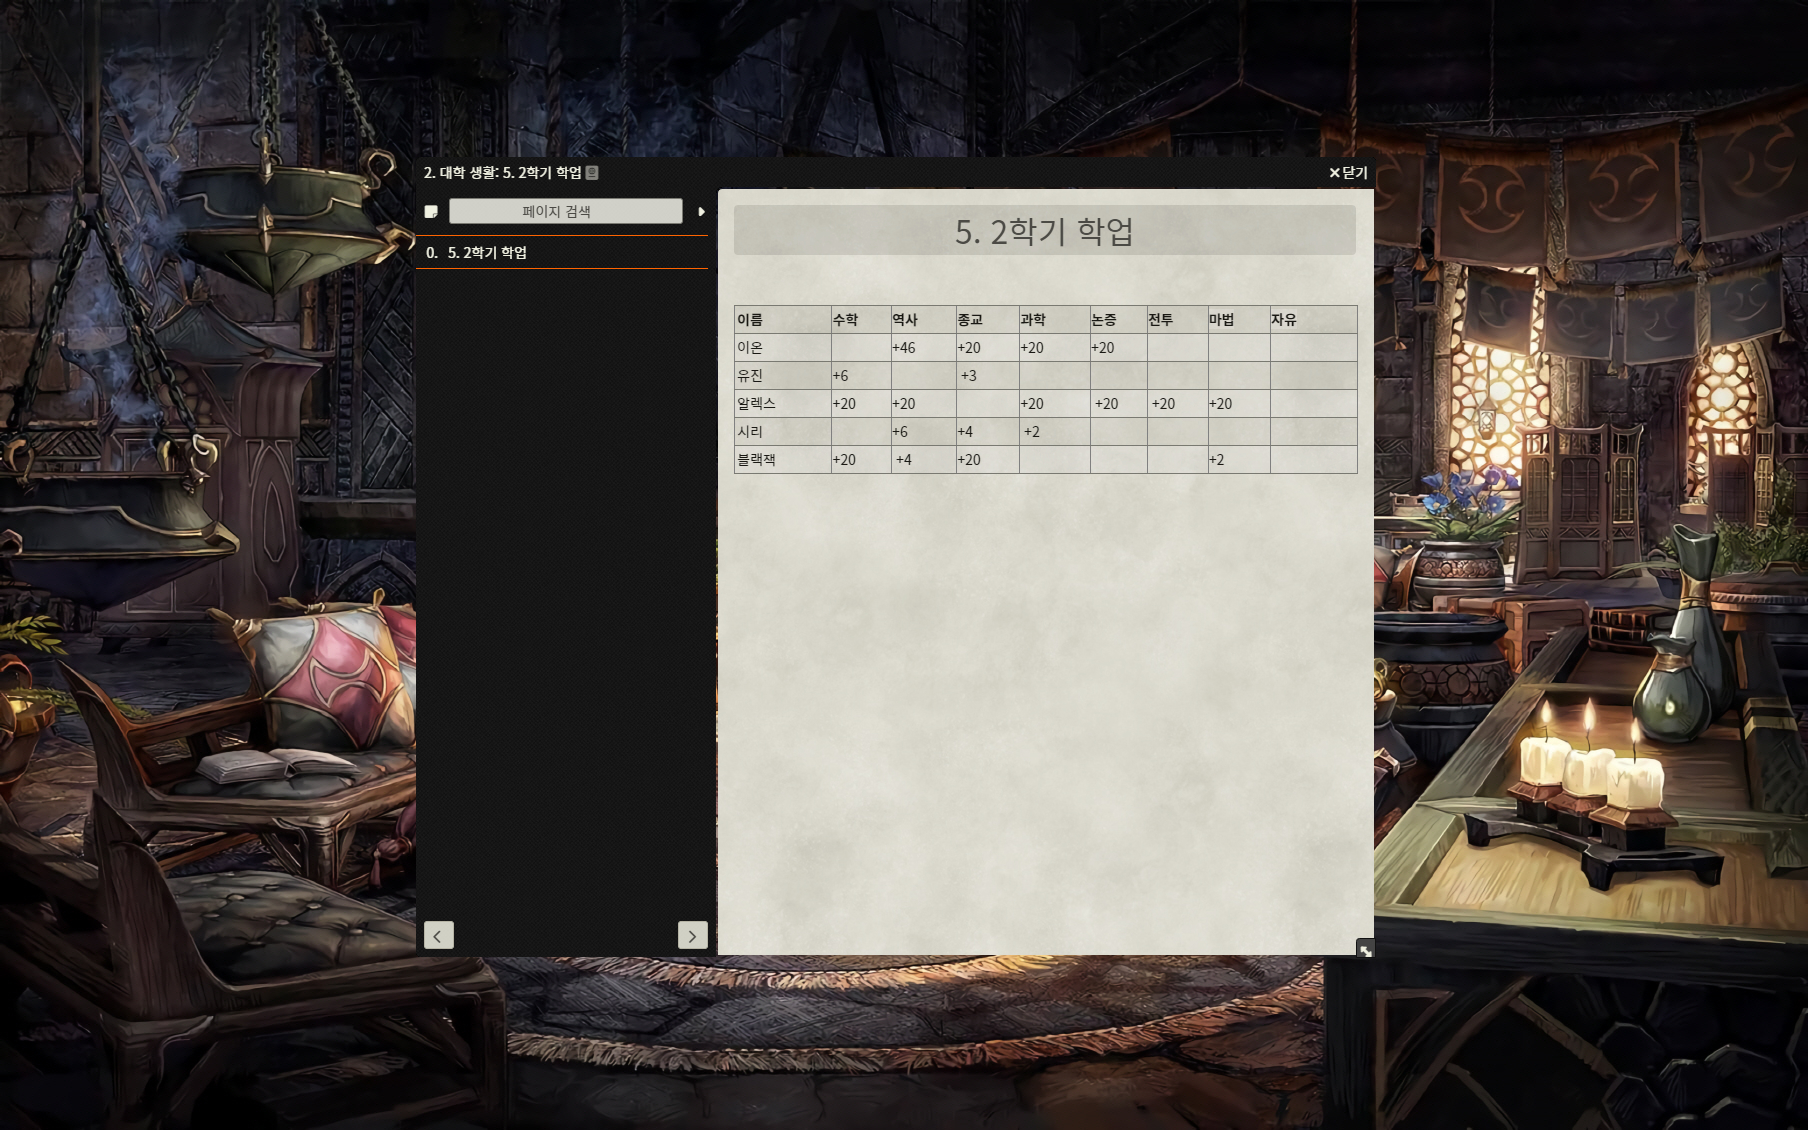 2. 대학 생활: 5. 2학기 학업
닫기
페이지 검색
0. 5. 2학기 학업
5. 2학기 학업
이름 수학 역사 종교 과학 논증 전투 마법 자유
이온 +46 +20 +20 +20
유진 +6 +3
알렉스 +20 +20 +20 +20 +20 +20
시리 +6 +4 +2
블랙잭 +20 +4 +20 +2